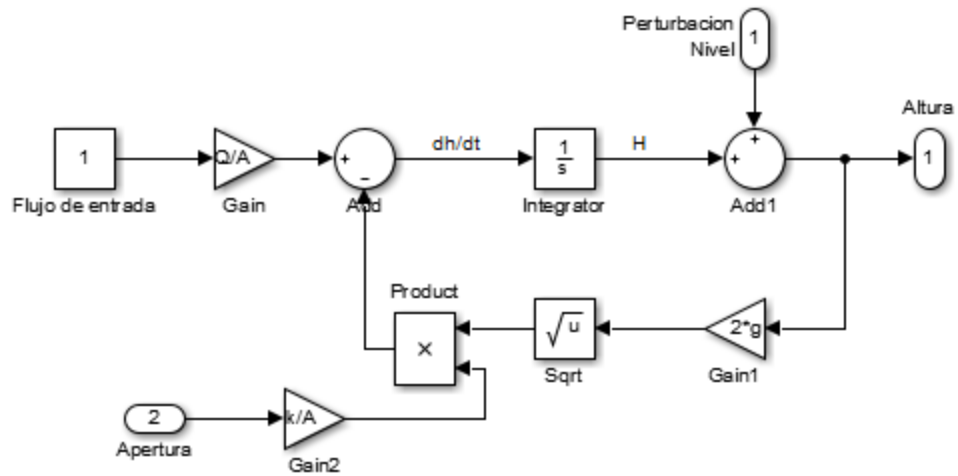 Perturbacion
Nivel
1
Altura
1
Q/A
+
-
dh/dt
1
s
H
+
+
1
Flujo de entrada
Gain
Add
Integrator
Add1
Product
×
√u
2*g
Sqrt
Gain1
2
k/A
Apertura
Gain2